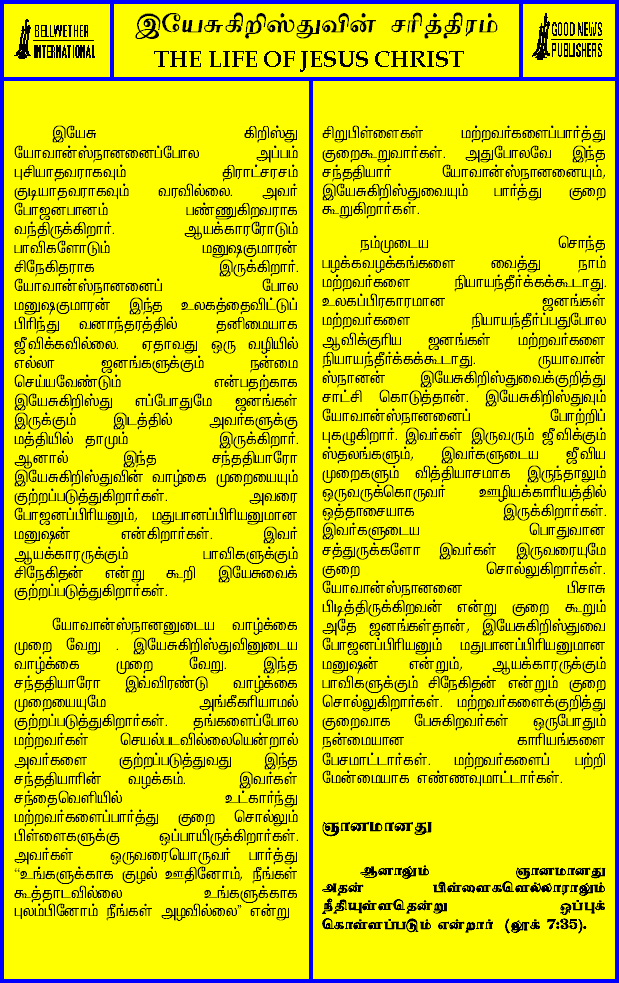 BELLWETHER
INTERNATIONAL
இயேசுகிறிஸ்துவின் சரித்திரம்
THE LIFE OF JESUS CHRIST
GOOD NEWS
PUBLISHERS
இயேசு கிறிஸ்து
யோவான்ஸ்நானனைப்போல அப்பம்
புசியாதவராகவும் திராட்சரசம்
குடியாதவராகவும் வரவில்லை. அவர்
போஜனபானம் பண்ணுகிறவராக
வந்திருக்கிறார். ஆயக்காரரோடும்
பாவிகளோடும் மனுஷகுமாரன்
சிநேகிதராக இருக்கிறார்.
யோவான்ஸ்நானனைப் போல
மனுஷகுமாரன் இந்த உலகத்தைவிட்டுப்
பிரிந்து வனாந்தரத்தில் தனிமையாக
ஜீவிக்கவில்லை. ஏதாவது ஒரு வழியில்
எல்லா ஜனங்களுக்கும் நன்மை
செய்யவேண்டும் என்பதற்காக
இயேசுகிறிஸ்து எப்போதுமே ஜனங்கள்
இருக்கும் இடத்தில் அவர்களுக்கு
மத்தியில் தாமும் இருக்கிறார்.
ஆனால் இந்த சந்ததியாரோ
இயேசுகிறிஸ்துவின் வாழ்கை முறையையும்
குற்றப்படுத்துகிறார்கள். அவரை
போஜனப்பிரியனும், மதுபானப்பிரியனுமான
மனுஷன் என்கிறார்கள். இவர்
ஆயக்காரருக்கும் பாவிகளுக்கும்
சிநேகிதன் என்று கூறி இயேசுவைக்
குற்றப்படுத்துகிறார்கள்.
யோவான்ஸ்நானனுடைய வாழ்க்கை
முறை வேறு . இயேசுகிறிஸ்துவினுடைய
வாழ்க்கை முறை வேறு. இந்த
சந்ததியாரோ இவ்விரண்டு வாழ்க்கை
முறையையுமே அங்கீகரியாமல்
குற்றப்படுத்துகிறார்கள். தங்களைப்போல
மற்றவர்கள் செயல்படவில்லையென்றால்
அவர்களை குற்றப்படுத்துவது இந்த
சந்ததியாரின் வழக்கம். இவர்கள்
சந்தைவெளியில் உட்கார்ந்து
மற்றவர்களைப்பார்த்து குறை சொல்லும்
பிள்ளைகளுக்கு ஒப்பாயிருக்கிறார்கள்.
அவர்கள் ஒருவரையொருவர் பார்த்து
“உங்களுக்காக குழல் ஊதினோம், நீங்கள்
கூத்தாடவில்லை உங்களுக்காக
புலம்பினோம் நீங்கள் அழவில்லை” என்று
சிறுபிள்ளைகள் மற்றவர்களைப்பார்த்து
குறைகூறுவார்கள். அதுபோலவே இந்த
சந்ததியார் யோவான்ஸ்நானனையும்,
இயேசுகிறிஸ்துவையும் பார்த்து குறை
கூறுகிறார்கள்.
நம்முடைய சொந்த
பழக்கவழக்கங்களை வைத்து நாம்
மற்றவர்களை நியாயந்தீர்க்கக்கூடாது.
உலகப்பிரகாரமான ஜனங்கள்
மற்றவர்களை நியாயந்தீர்ப்பதுபோல
ஆவிக்குரிய ஜனங்கள் மற்றவர்களை
நியாயந்தீர்க்கக்கூடாது. ருயாவான்
ஸ்நானன் இயேசுகிறிஸ்துவைக்குறித்து
சாட்சி கொடுத்தான். இயேசுகிறிஸ்துவும்
யோவான்ஸ்நானனைப் போற்றிப்
புகழுகிறார். இவர்கள் இருவரும் ஜீவிக்கும்
ஸ்தலங்களும், இவர்களுடைய ஜீவிய
முறைகளும் வித்தியாசமாக இருந்தாலும்
ஒருவருக்கொருவர் ஊழியக்காரியத்தில்
ஒத்தாசையாக இருக்கிறார்கள்.
இவர்களுடைய பொதுவான
சத்துருக்களோ இவர்கள் இருவரையுமே
குறை சொல்லுகிறார்கள்.
யோவான்ஸ்நானனை பிசாசு
பிடித்திருக்கிறவன் என்று குறை கூறும்
அதே ஜனங்கள்தான், இயேசுகிறிஸ்துவை
போஜனப்பிரியனும் மதுபானப்பிரியனுமான
மனுஷன் என்றும், ஆயக்காரருக்கும்
பாவிகளுக்கும் சிநேகிதன் என்றும் குறை
சொல்லுகிறார்கள். மற்றவர்களைக்குறித்து
குறைவாக பேசுகிறவர்கள் ஒருபோதும்
நன்மையான காரியங்களை
பேசமாட்டார்கள். மற்றவர்களைப் பற்றி
மேன்மையாக எண்ணவுமாட்டார்கள்.
ஞானமானது
ஆனாலும் ஞானமானது
அதன் பிள்ளைகளெல்லாராலும்
நீதியுள்ளதென்று ஒப்புக்
கொள்ளப்படும் என்றார் (லூக் 7:35).